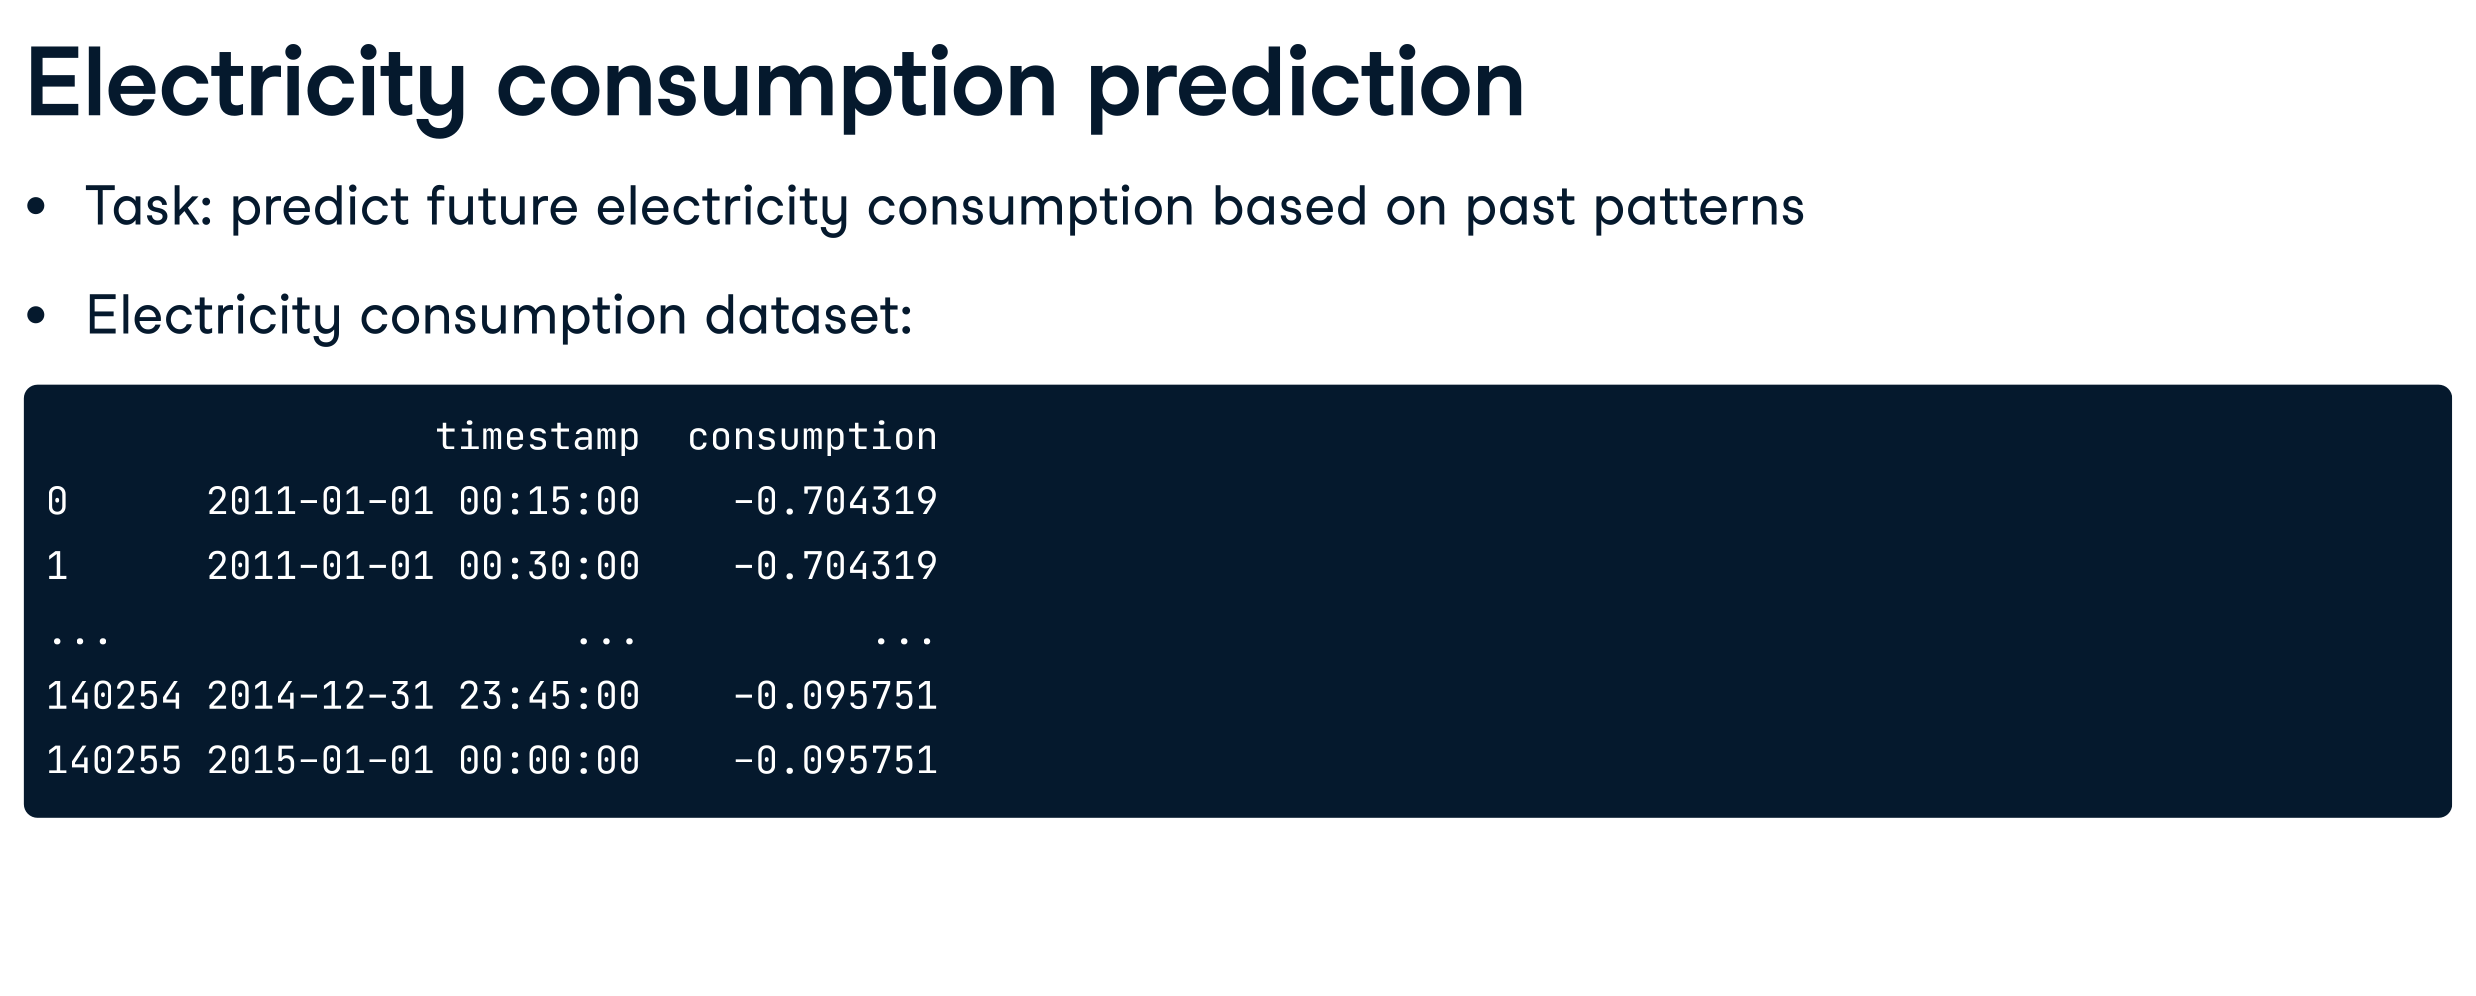 Electricity consumption prediction
• Task: predict future electricity consumption based on past patterns
• Electricity consumption dataset:
timestamp consumption
0 2011-01-01 00:15:00 -0.704319
1 2011-01-01 00:30:00 -0.704319
... ... ...
140254 2014-12-31 23:45:00 -0.095751
140255 2015-01-01 00:00:00 -0.095751